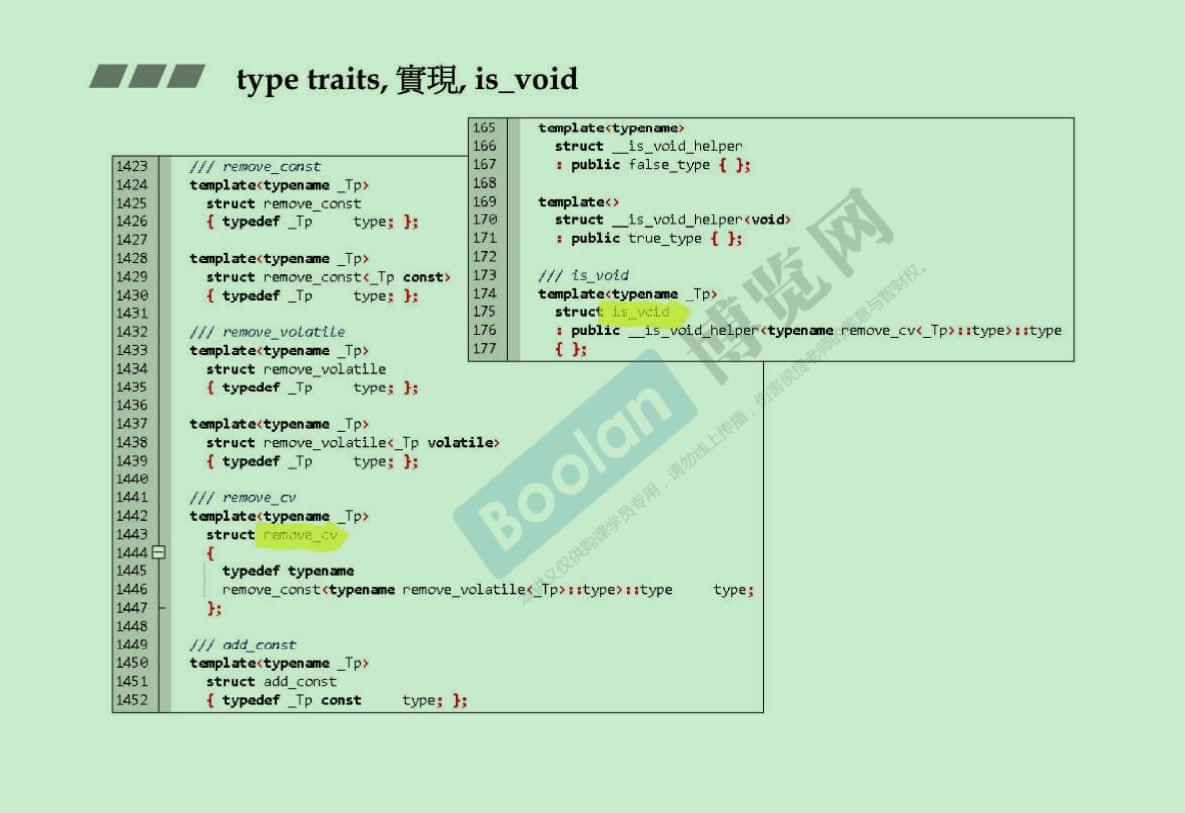 type traits, 實現, is_void
1423 /// remove_const
1424 template<typename _Tp>
1425 struct remove_const
1426 { typedef _Tp type; };
1427
1428 template<typename _Tp>
1429 struct remove_const<_Tp const>
1430 { typedef _Tp type; };
1431
1432 /// remove_volatile
1433 template<typename _Tp>
1434 struct remove_volatile
1435 { typedef _Tp type; };
1436
1437 template<typename _Tp>
1438 struct remove_volatile<_Tp volatile>
1439 { typedef _Tp type; };
1440
1441 /// remove_cv
1442 template<typename _Tp>
1443 struct remove_cv
1444 {
1445 typedef typename
1446 remove_const<typename remove_volatile<_Tp>::type>::type type;
1447 };
1448
1449 /// add_const
1450 template<typename _Tp>
1451 struct add_const
1452 { typedef _Tp const type; };
165 template<typename>
166 struct __is_void_helper
167 : public false_type { };
168
169 template<>
170 struct __is_void_helper<void>
171 : public true_type { };
172
173 /// is_void
174 template<typename _Tp>
175 struct is_void
176 : public __is_void_helper<typename remove_cv<_Tp>::type>::type
177 { };
Boolan 博览网
讲义仅供购课学员专用，请勿线上传播，伤害侯捷老师
与智财权。